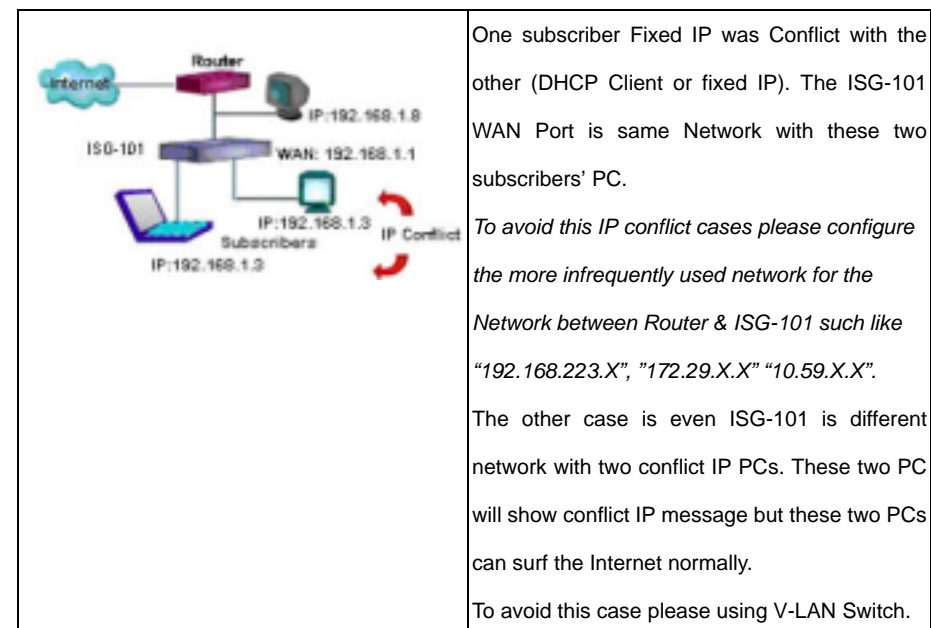 Router
Internet
IP:192.168.1.8
ISG-101
WAN: 192.168.1.1
IP:192.168.1.3
Subscribers
IP Conflict
IP:192.168.1.3
One subscriber Fixed IP was Conflict with the
other (DHCP Client or fixed IP). The ISG-101
WAN Port is same Network with these two
subscribers’ PC.
To avoid this IP conflict cases please configure
the more infrequently used network for the
Network between Router & ISG-101 such like
“192.168.223.X”, ”172.29.X.X” “10.59.X.X”.
The other case is even ISG-101 is different
network with two conflict IP PCs. These two PC
will show conflict IP message but these two PCs
can surf the Internet normally.
To avoid this case please using V-LAN Switch.